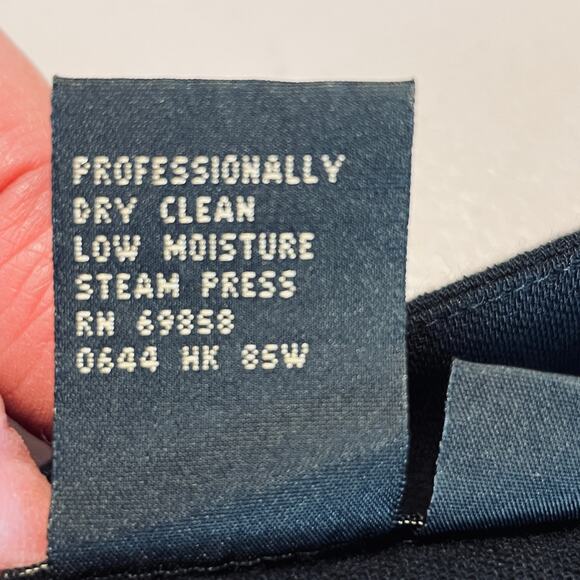 PROFESSIONALLY
DRY CLEAN
LOW MOISTURE
STEAM PRESS
RN 69858
0644 HK 85W